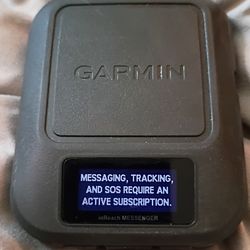 GARMIN
MESSAGING, TRACKING,
AND SOS REQUIRE AN
ACTIVE SUBSCRIPTION.
inReach MESSENGER